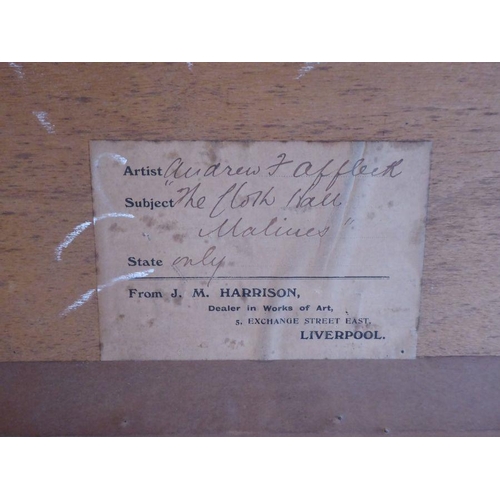 Artist Andrew F Affleck
Subject "The Cloth Hall
Malines"
State only
From J. M. HARRISON,
Dealer in Works of Art,
5, EXCHANGE STREET EAST,
LIVERPOOL.